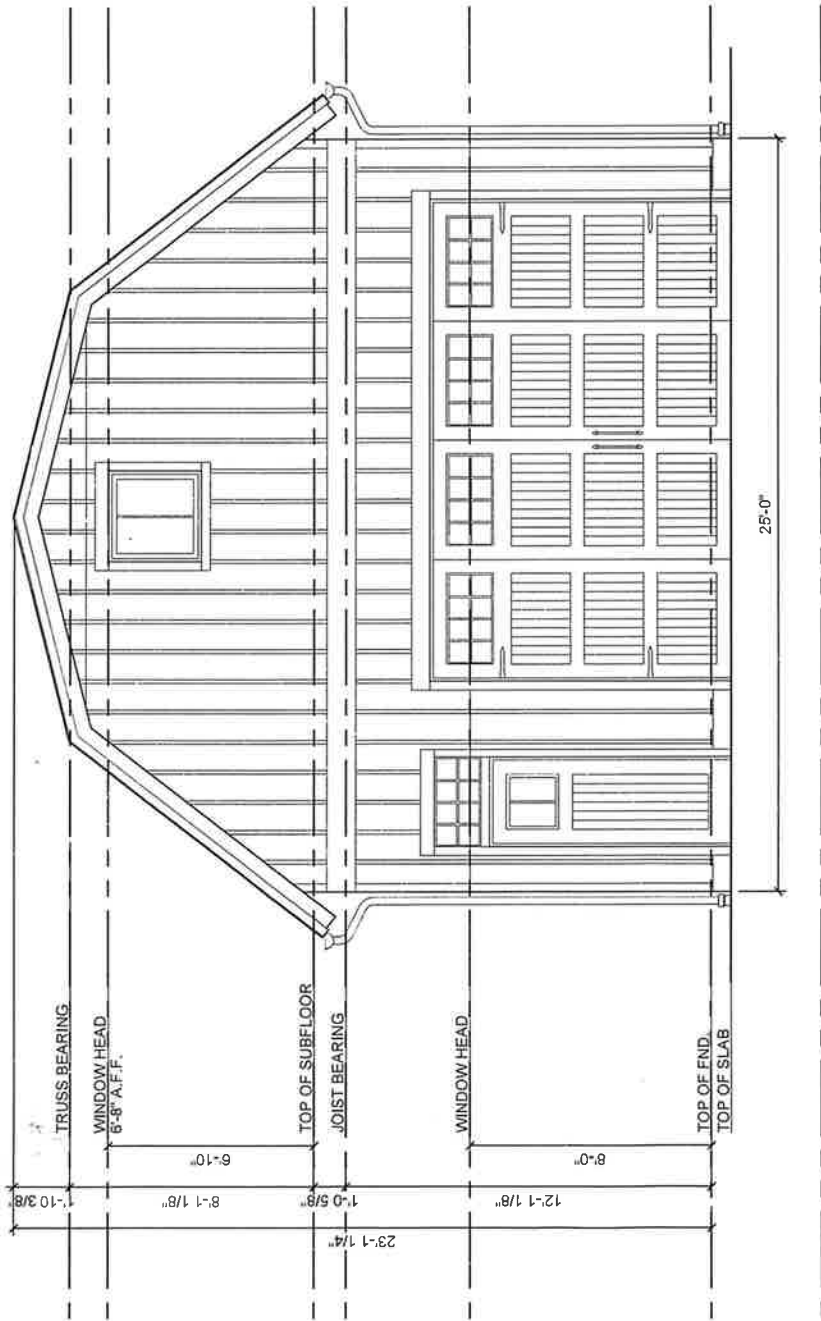 TRUSS BEARING
WINDOW HEAD
6'-8" A.F.F.
TOP OF SUBFLOOR
JOIST BEARING
WINDOW HEAD
TOP OF FND.
TOP OF SLAB
1'-10 3/8"
8'-1 1/8"
1'-0 5/8"
12'-1 1/8"
23'-1 1/4"
6'-10"
8'-0"
25'-0"